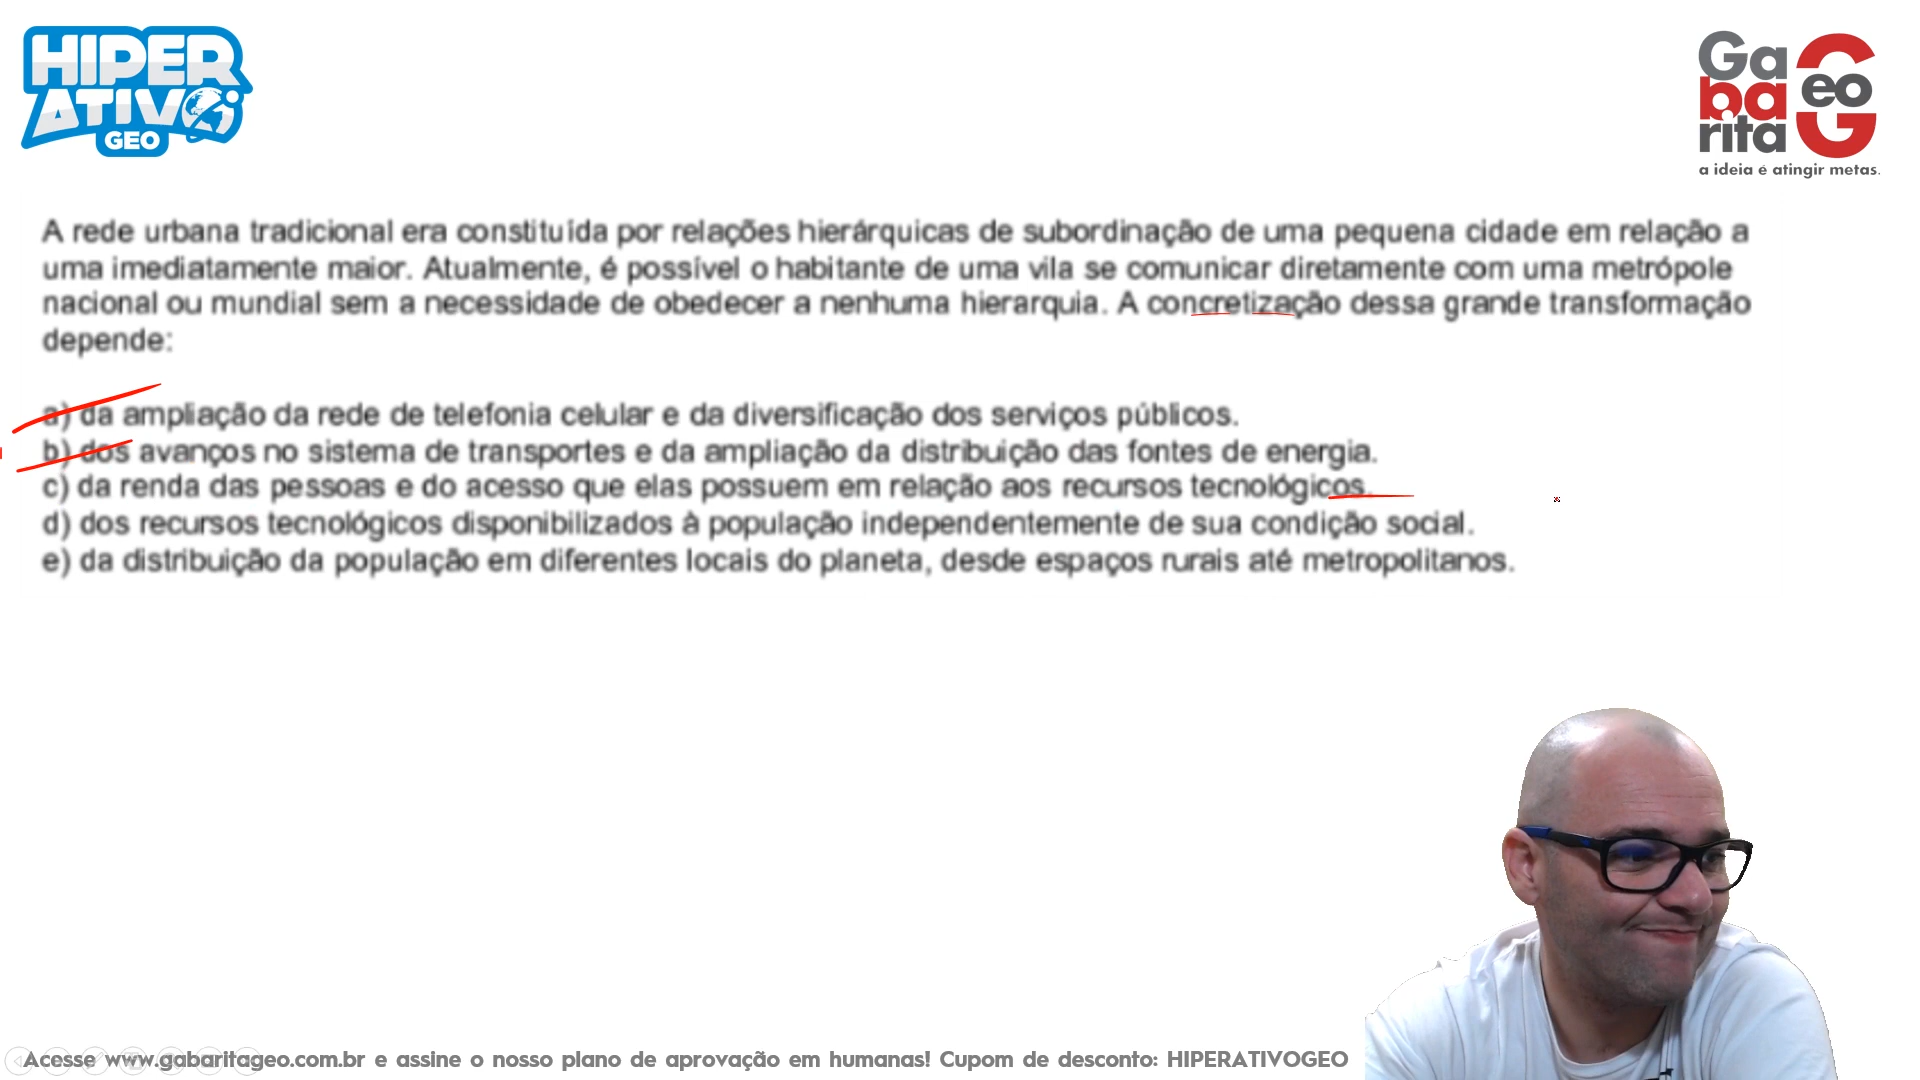 HIPER
ATIVO
GEO
Ga
ba
rita
Geo
a ideia é atingir metas.
A rede urbana tradicional era constituída por relações hierárquicas de subordinação de uma pequena cidade em relação a
uma imediatamente maior. Atualmente, é possível o habitante de uma vila se comunicar diretamente com uma metrópole
nacional ou mundial sem a necessidade de obedecer a nenhuma hierarquia. A concretização dessa grande transformação
depende:
a) da ampliação da rede de telefonia celular e da diversificação dos serviços públicos.
b) dos avanços no sistema de transportes e da ampliação da distribuição das fontes de energia.
c) da renda das pessoas e do acesso que elas possuem em relação aos recursos tecnológicos.
d) dos recursos tecnológicos disponibilizados à população independentemente de sua condição social.
e) da distribuição da população em diferentes locais do planeta, desde espaços rurais até metropolitanos.
Acesse www.gabaritageo.com.br e assine o nosso plano de aprovação em humanas! Cupom de desconto: HIPERATIVOGEO